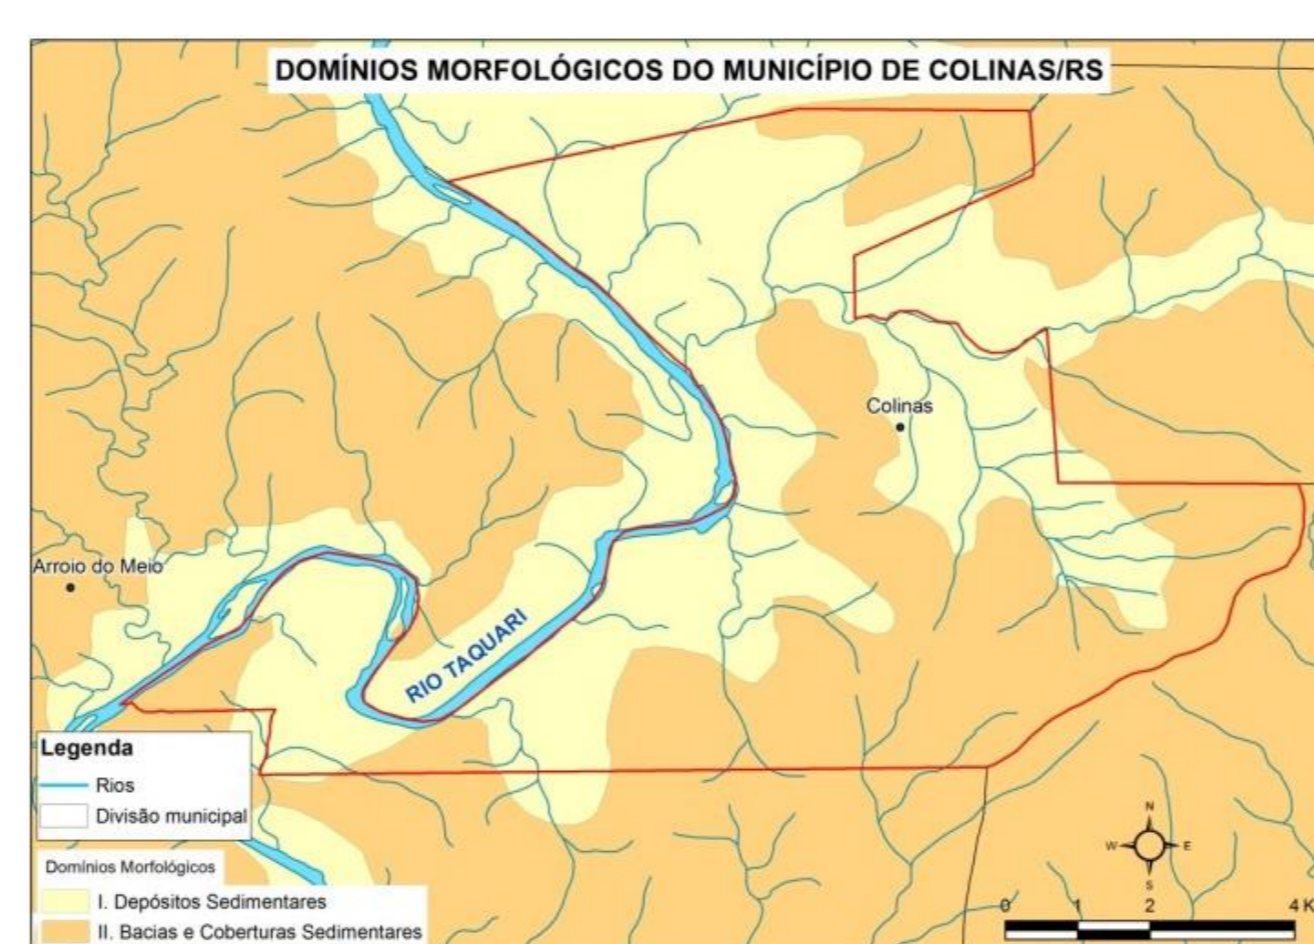 DOMÍNIOS MORFOLÓGICOS DO MUNICÍPIO DE COLINAS/RS
Colinas
Arroio do Meio
RIO TAQUARI
Legenda
Rios
Divisão municipal
Domínios Morfológicos
I. Depósitos Sedimentares
II. Bacias e Coberturas Sedimentares
N
W E
S
0 1 2 4 K